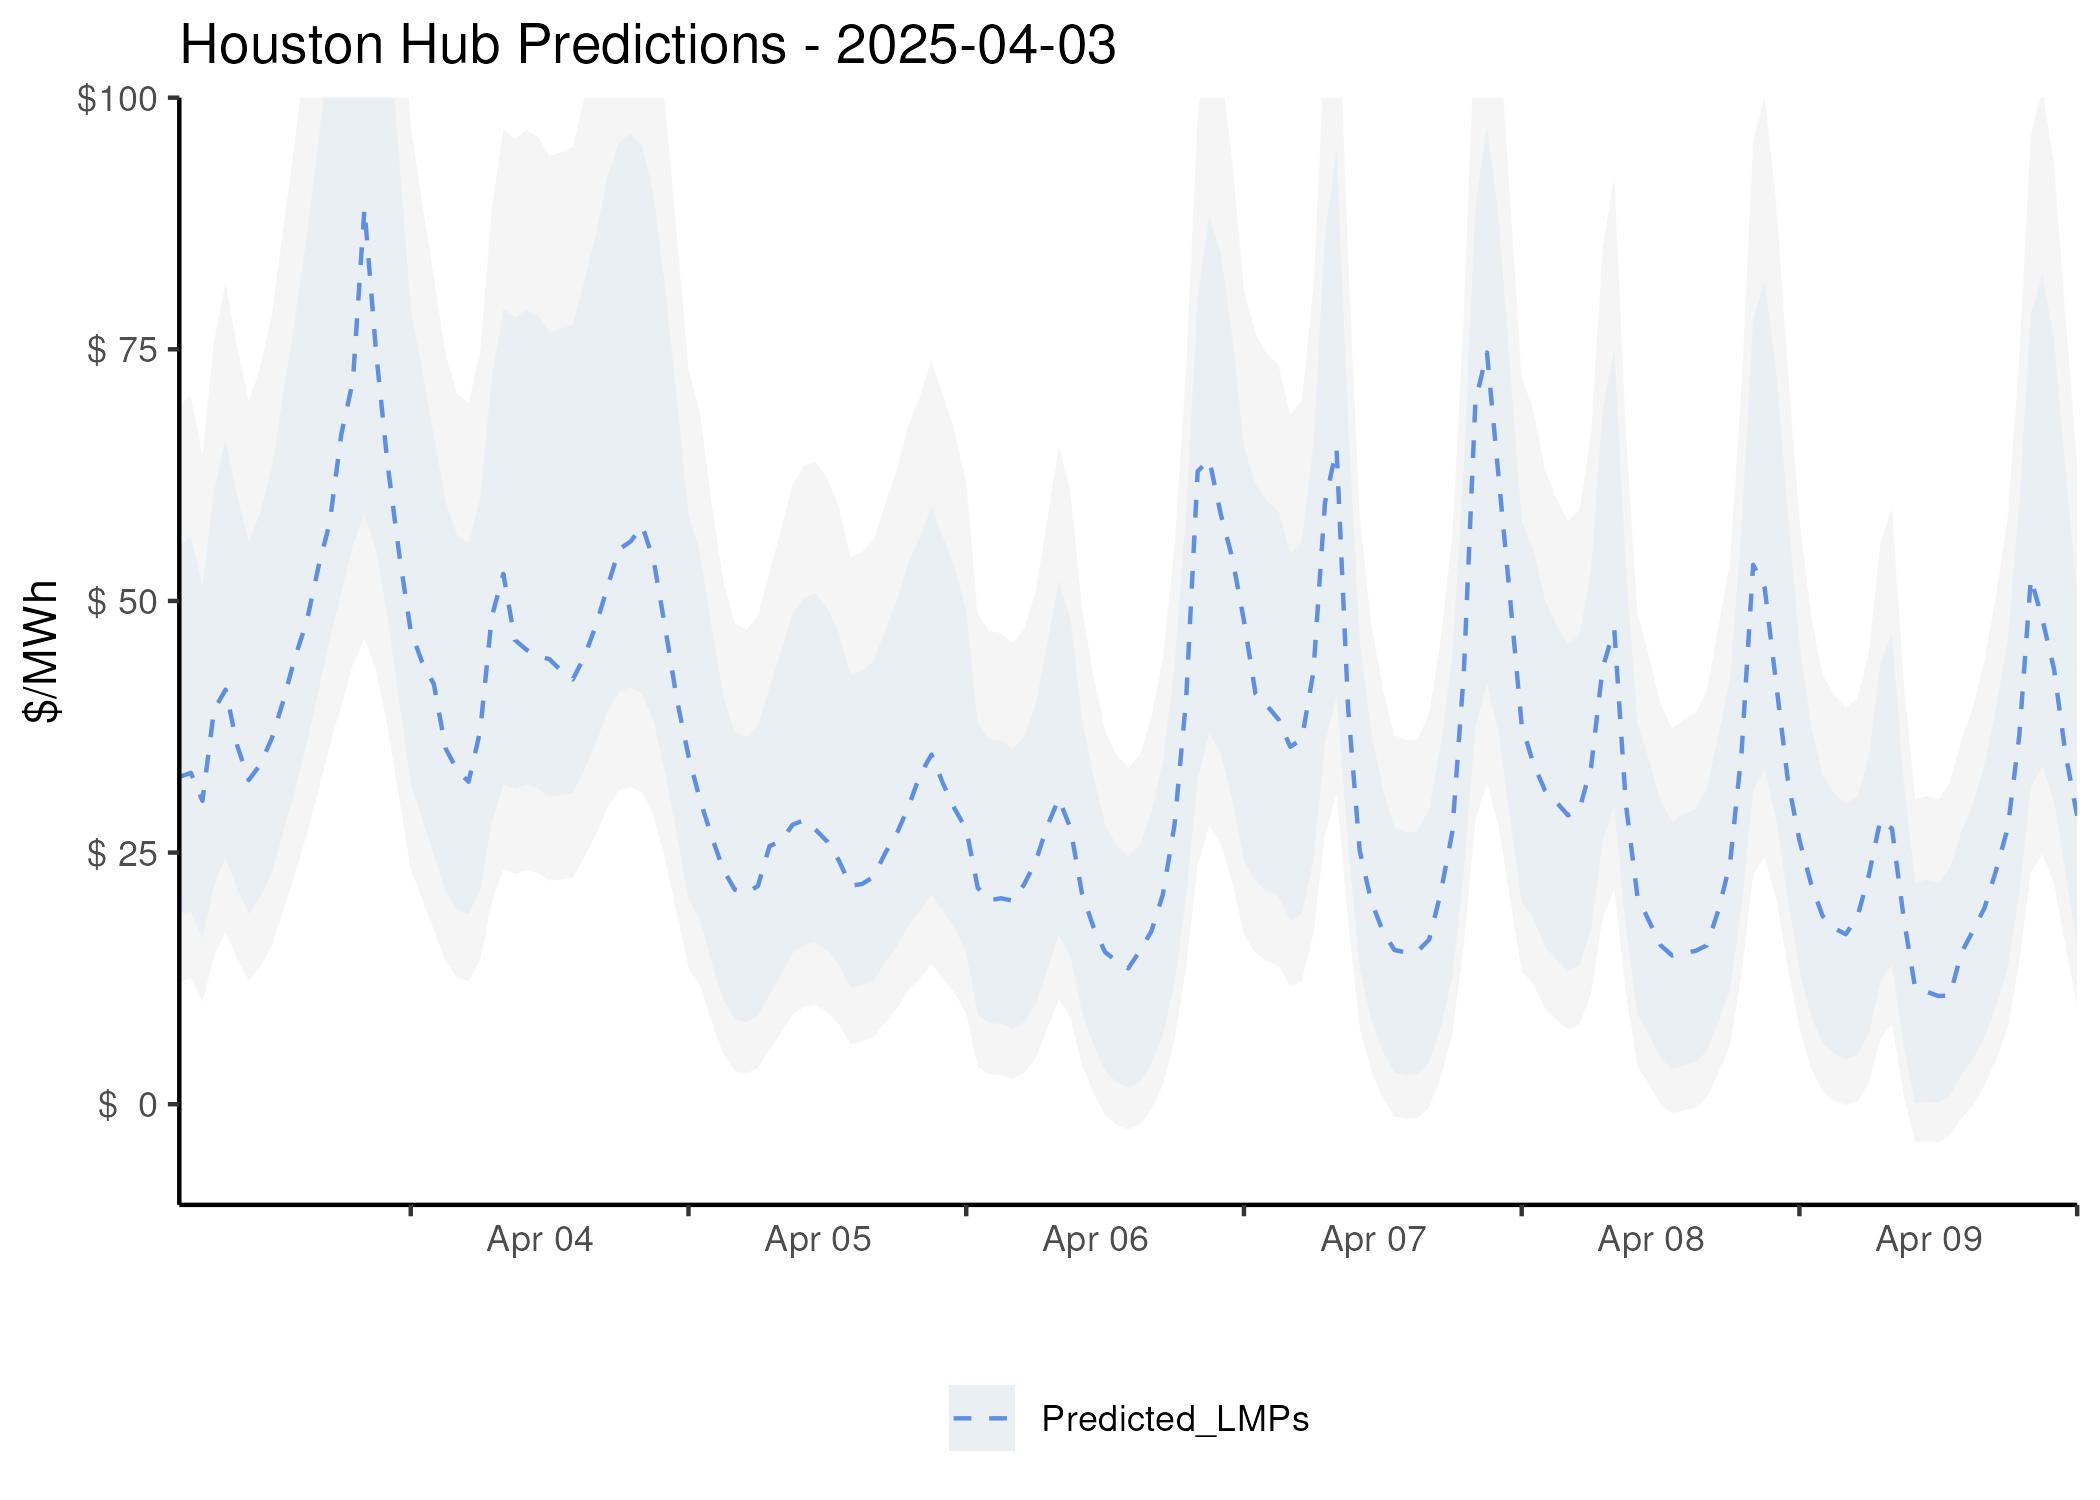 Houston Hub Predictions - 2025-04-03
$100
$ 75
$ 50
$ 25
$  0
$/MWh
Apr 04 Apr 05 Apr 06 Apr 07 Apr 08 Apr 09
Predicted_LMPs